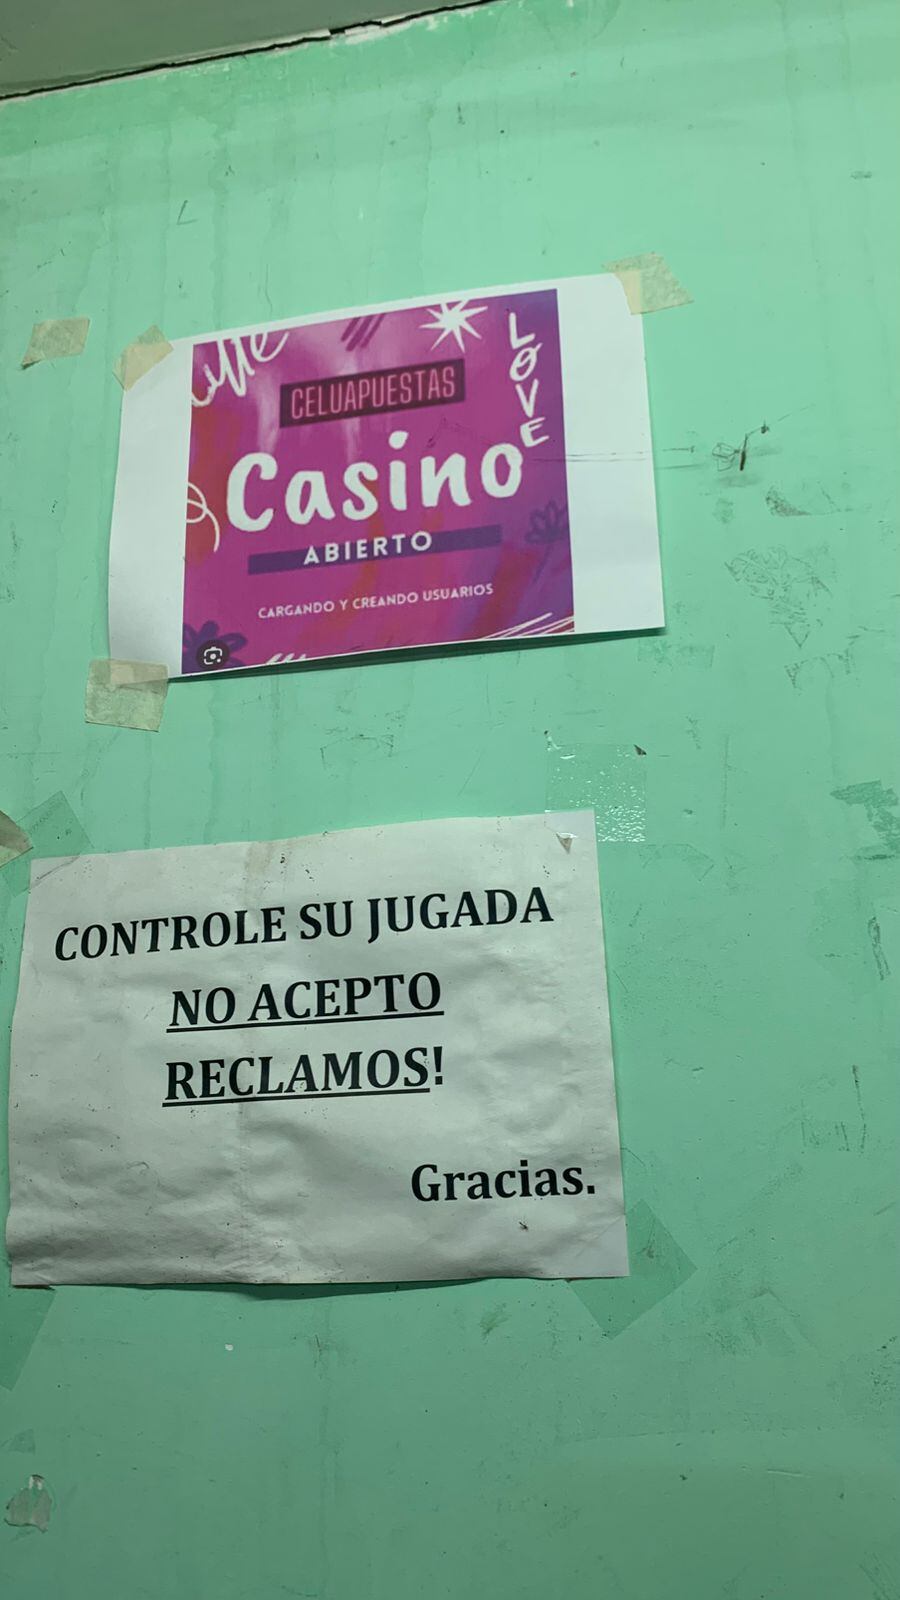 LOVE
CELUAPUESTAS
Casino
ABIERTO
CARGANDO Y CREANDO USUARIOS
CONTROLE SU JUGADA
NO ACEPTO
RECLAMOS!
Gracias.